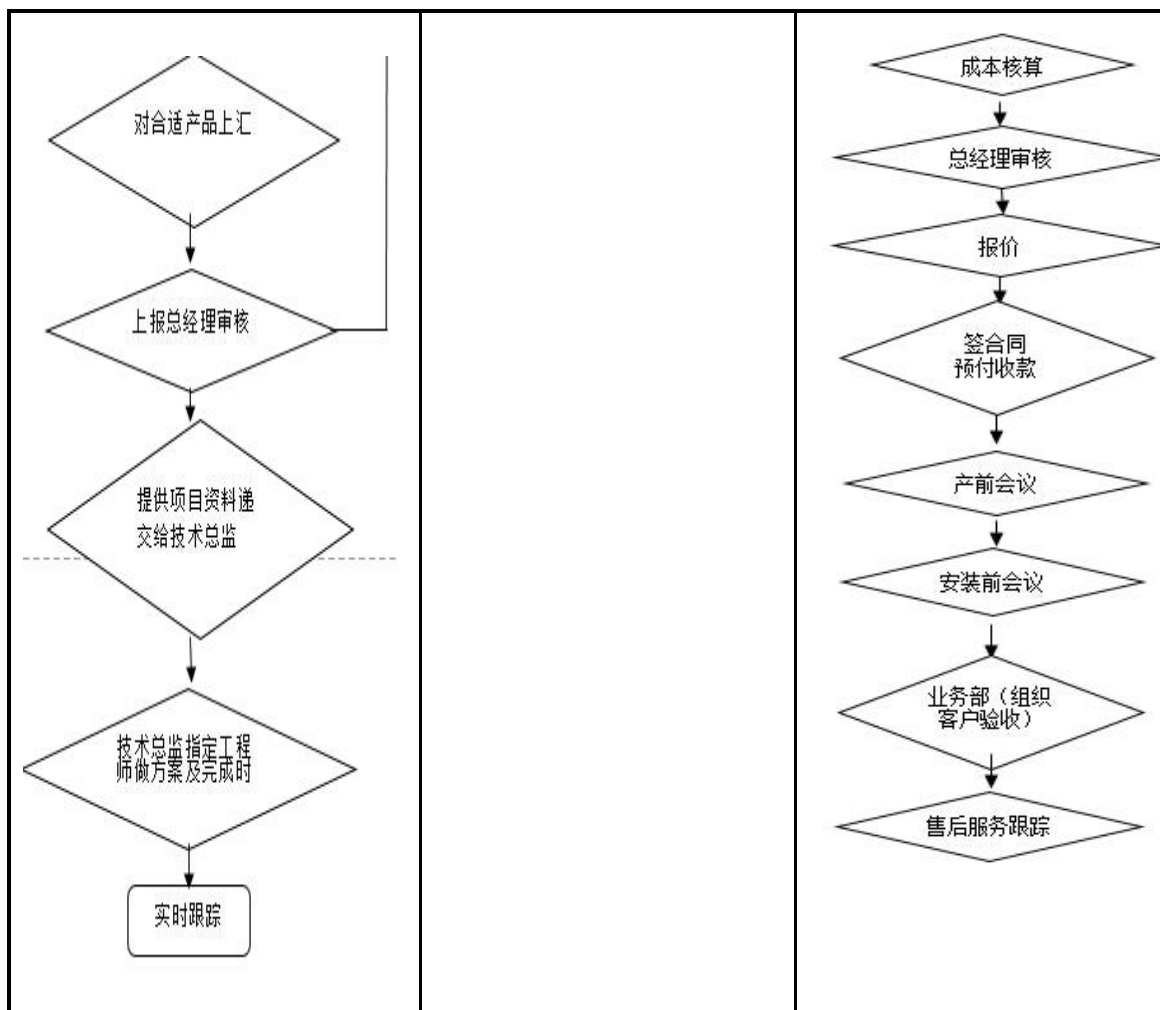 对合适产品上汇
上报总经理审核
提供项目资料递
交给技术总监
技术总监指定工程
师做方案及完成时
实时跟踪
成本核算
总经理审核
报价
签合同
预付收款
产前会议
安装前会议
业务部（组织
客户验收）
售后服务跟踪